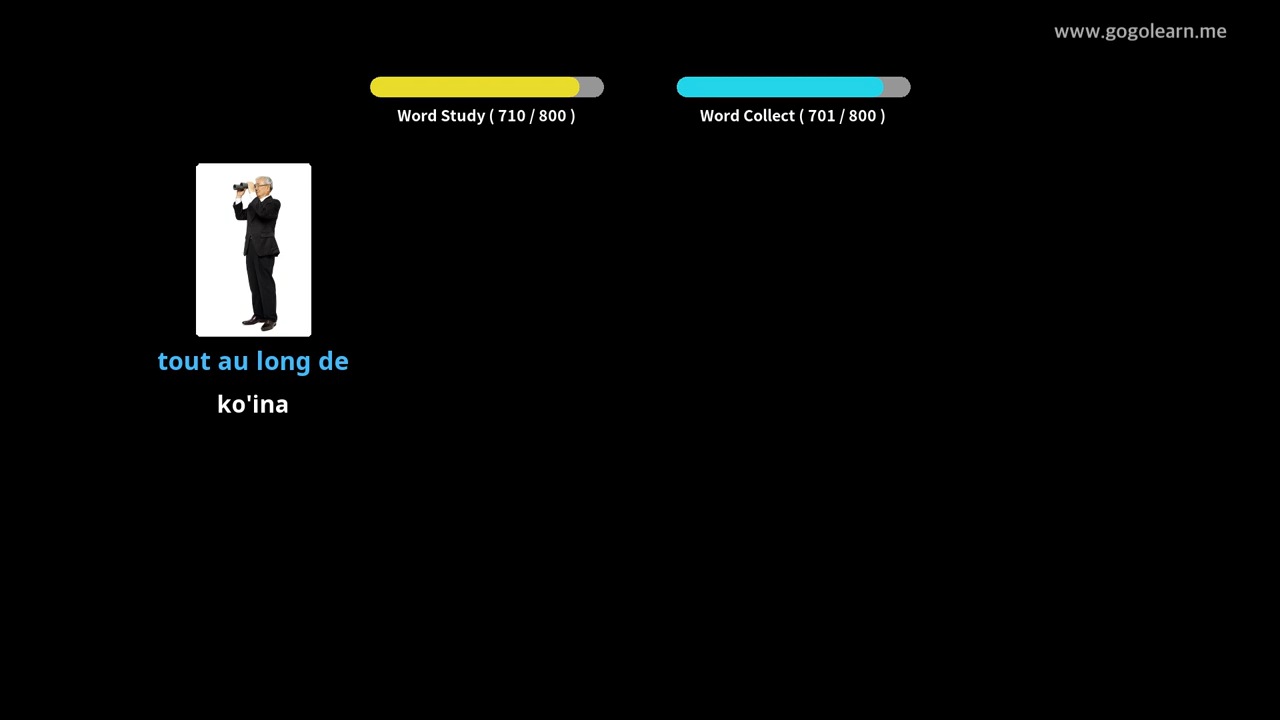 www.gogolearn.me
Word Study ( 710 / 800 )
Word Collect ( 701 / 800 )
tout au long de
ko'ina